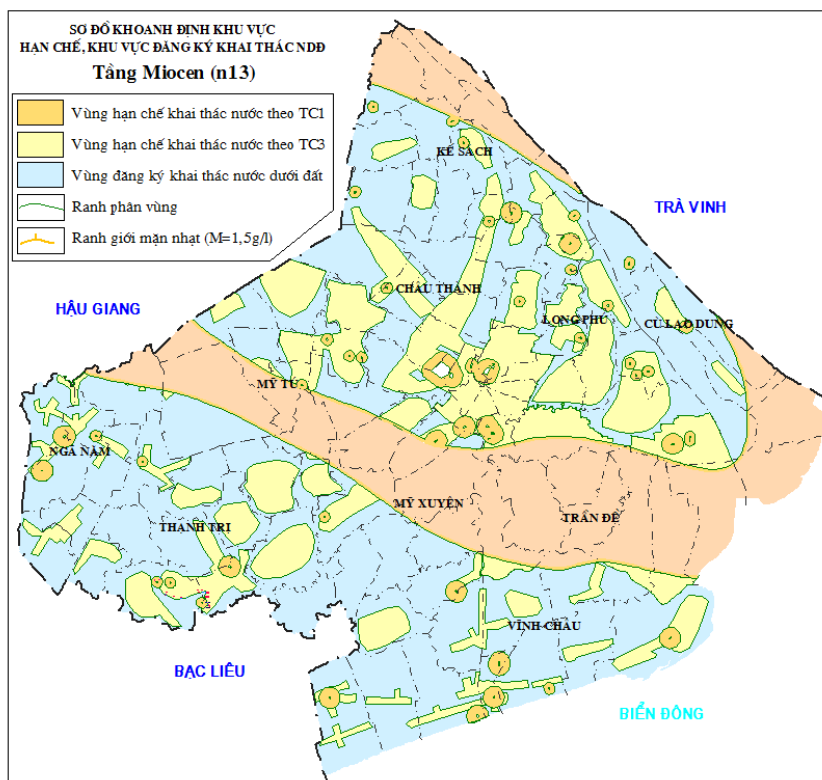 SƠ ĐỒ KHOANH ĐỊNH KHU VỰC
HẠN CHẾ, KHU VỰC ĐĂNG KÝ KHAI THÁC NDĐ
Tầng Miocen (n13)
Vùng hạn chế khai thác nước theo TC1
Vùng hạn chế khai thác nước theo TC3
Vùng đăng ký khai thác nước dưới đất
Ranh phân vùng
Ranh giới mặn nhạt (M=1,5g/l)
KẾ SÁCH
TRÀ VINH
CHÂU THÀNH
HẬU GIANG
LONG PHÚ
CÙ LAO DUNG
MỸ TÚ
NGÃ NĂM
MỸ XUYÊN
TRẦN ĐỀ
THẠNH TRỊ
VĨNH CHÂU
BẠC LIÊU
BIỂN ĐÔNG